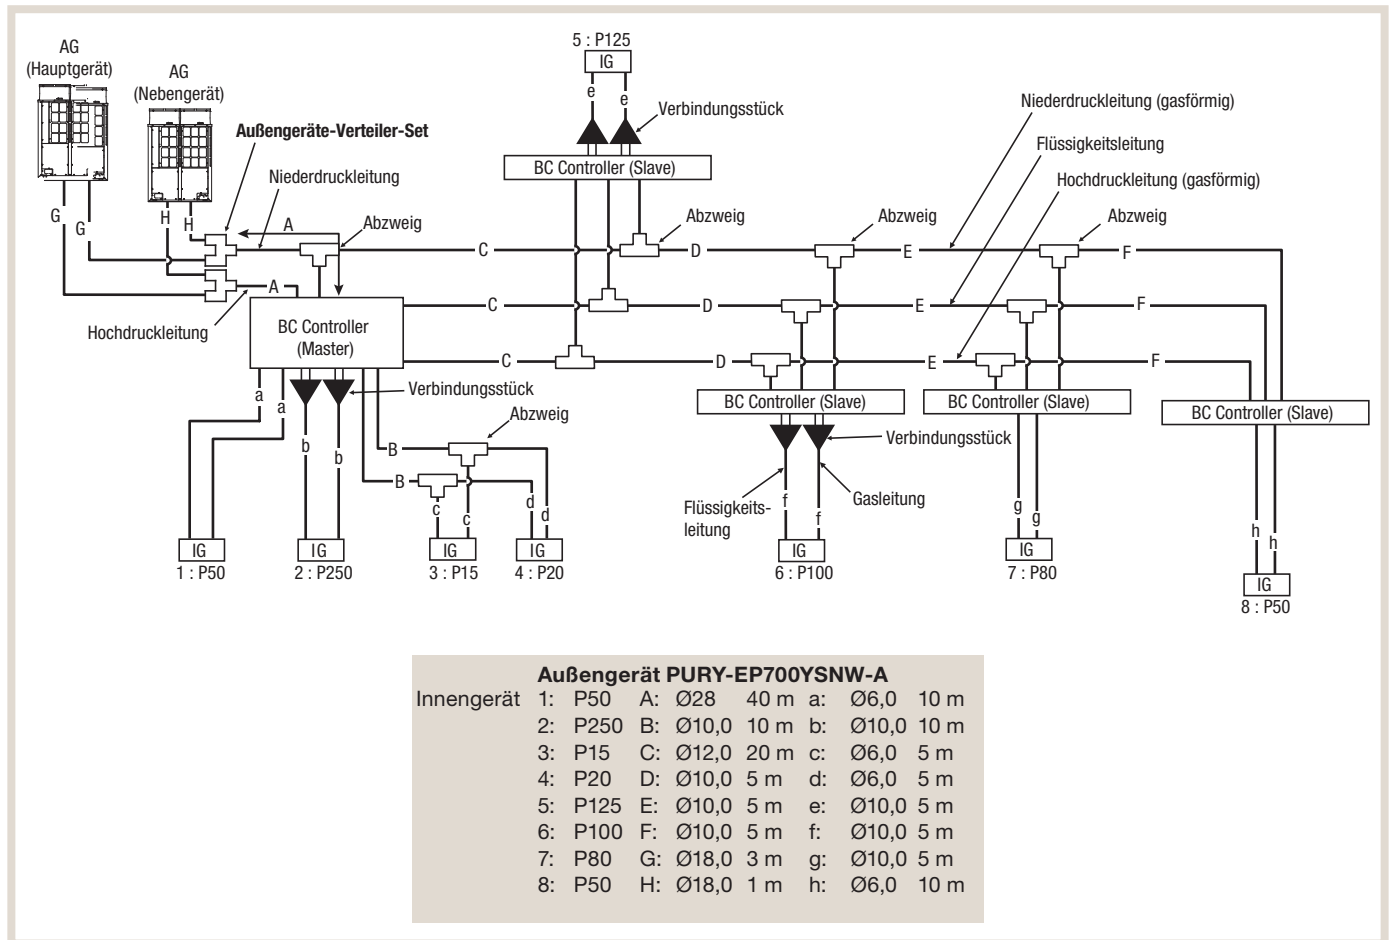 5 : P125
IG
AG
(Hauptgerät)
AG
(Nebengerät)
e
e
Verbindungsstück
Niederdruckleitung (gasförmig)
Außengeräte-Verteiler-Set
Flüssigkeitsleitung
BC Controller (Slave)
Niederdruckleitung
Hochdruckleitung (gasförmig)
G
G
H
H
A
Abzweig
Abzweig
Abzweig
Abzweig
C
D
E
F
A
C
D
E
F
Hochdruckleitung
BC Controller
(Master)
C
D
E
F
a
a
Verbindungsstück
BC Controller (Slave)
BC Controller (Slave)
BC Controller (Slave)
Abzweig
b
b
B
Verbindungsstück
B
Flüssigkeits-
leitung
f
f
Gasleitung
c
c
d
d
g
g
h
h
IG
IG
IG
IG
IG
IG
1 : P50
2 : P250
3 : P15
4 : P20
6 : P100
7 : P80
IG
8 : P50
Außengerät PURY-EP700YSNW-A
Innengerät 1: P50 A: Ø28 40 m a: Ø6,0 10 m
2: P250 B: Ø10,0 10 m b: Ø10,0 10 m
3: P15 C: Ø12,0 20 m c: Ø6,0 5 m
4: P20 D: Ø10,0 5 m d: Ø6,0 5 m
5: P125 E: Ø10,0 5 m e: Ø10,0 5 m
6: P100 F: Ø10,0 5 m f: Ø10,0 5 m
7: P80 G: Ø18,0 3 m g: Ø10,0 5 m
8: P50 H: Ø18,0 1 m h: Ø6,0 10 m